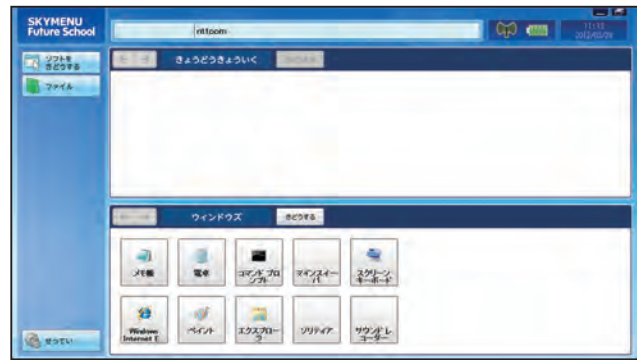 SKYMENU
Future School
11:13
ソフトを
きどうする
ファイル
きょうどうきょういく
ウィンドウズ
きどうする
メモ帳
電卓
コマンド プロ
ンプト
マインスイー
パ
スクリーン
キーボード
Windows
Internet E
ペイント
エクスプロー
ラ
ソリティア
サウンド レ
コーダー
せってい